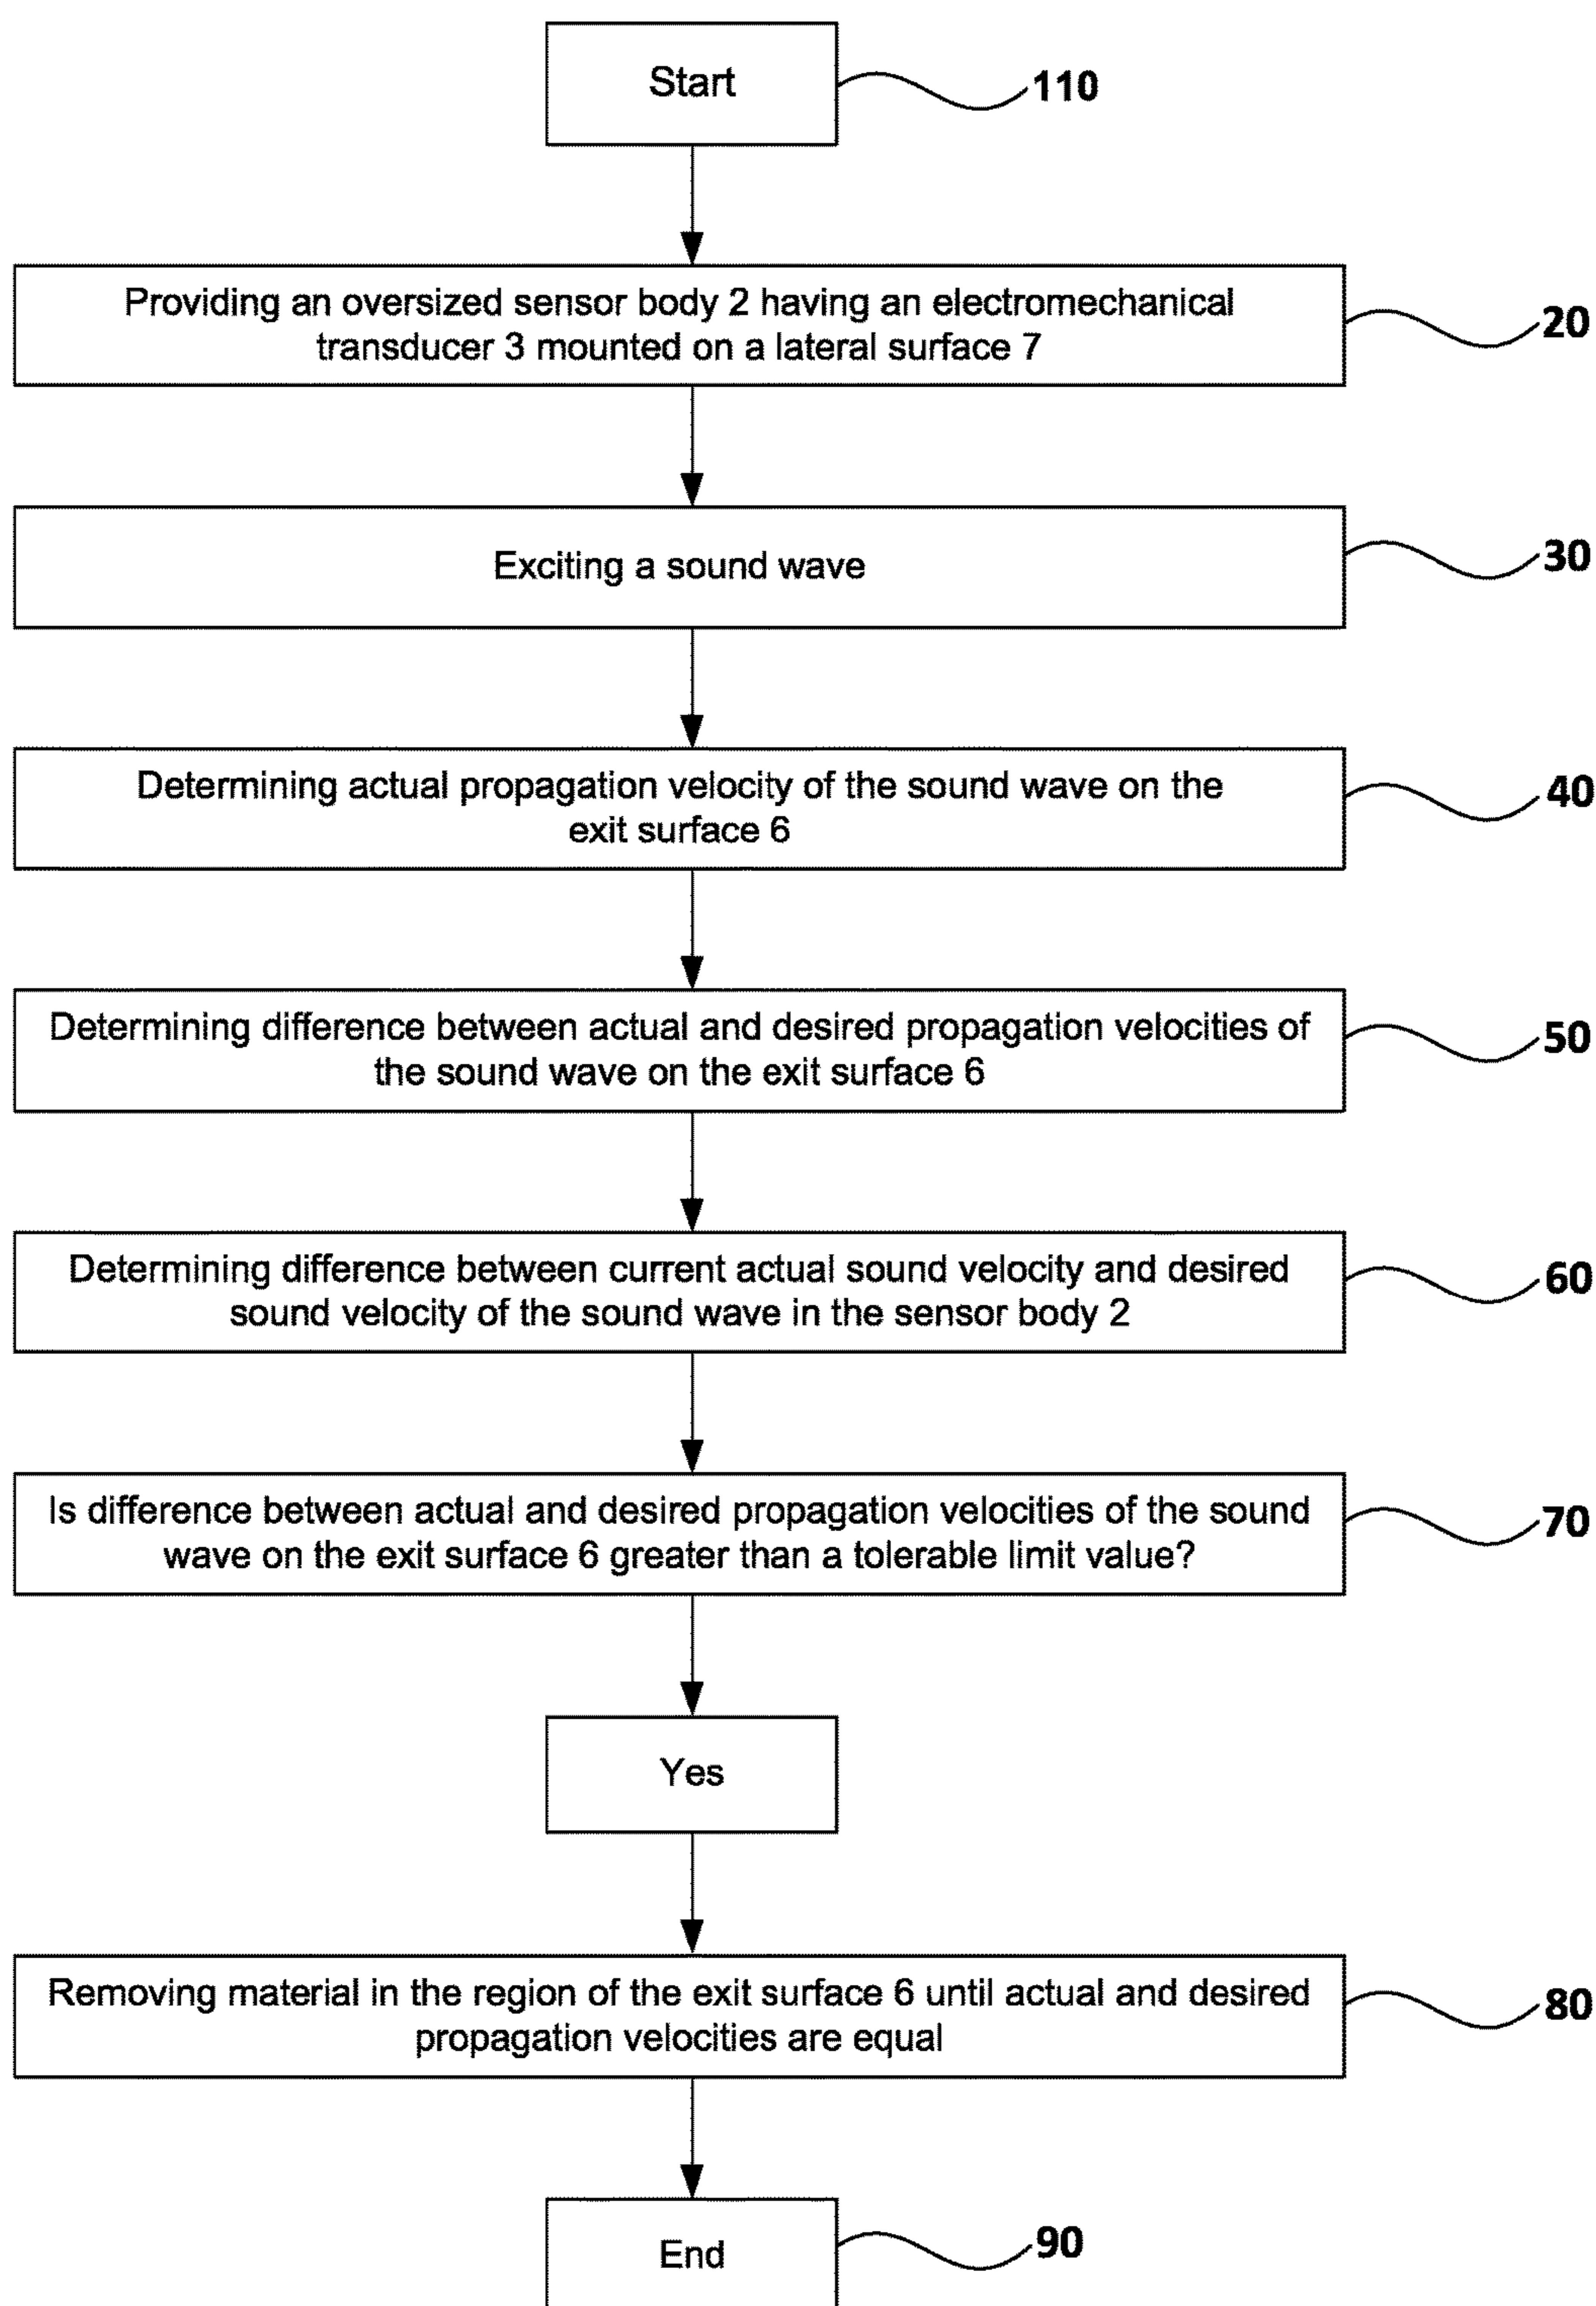 Start
110
Providing an oversized sensor body 2 having an electromechanical
transducer 3 mounted on a lateral surface 7
20
Exciting a sound wave
30
Determining actual propagation velocity of the sound wave on the
exit surface 6
40
Determining difference between actual and desired propagation velocities of
the sound wave on the exit surface 6
50
Determining difference between current actual sound velocity and desired
sound velocity of the sound wave in the sensor body 2
60
Is difference between actual and desired propagation velocities of the sound
wave on the exit surface 6 greater than a tolerable limit value?
70
Yes
Removing material in the region of the exit surface 6 until actual and desired
propagation velocities are equal
80
End
90